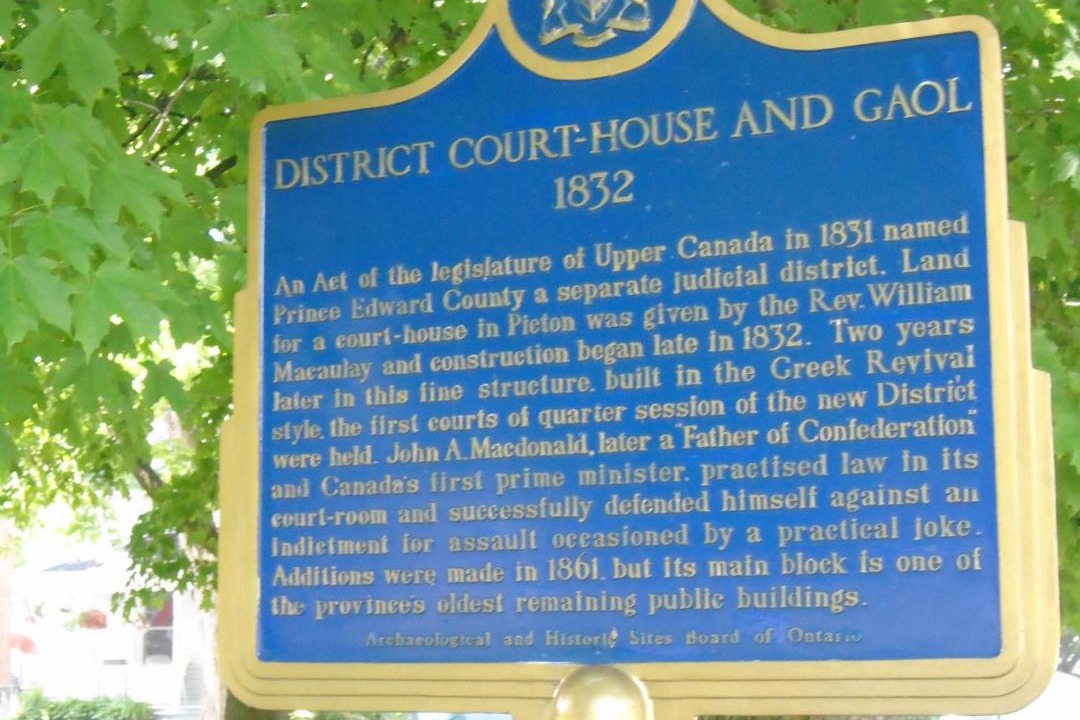 DISTRICT COURT-HOUSE AND GAOL
1832
An Act of the legislature of Upper Canada in 1831 named
Prince Edward County a separate judicial district. Land
for a court-house in Picton was given by the Rev. William
Macaulay and construction began late in 1832. Two years
later in this fine structure, built in the Greek Revival
style, the first courts of quarter session of the new District
were held. John A. Macdonald, later a "Father of Confederation"
and Canada's first prime minister, practised law in its
court-room and successfully defended himself against an
indictment for assault occasioned by a practical joke.
Additions were made in 1861, but its main block is one of
the province's oldest remaining public buildings.
Archaeological and Historic Sites Board of Ontario